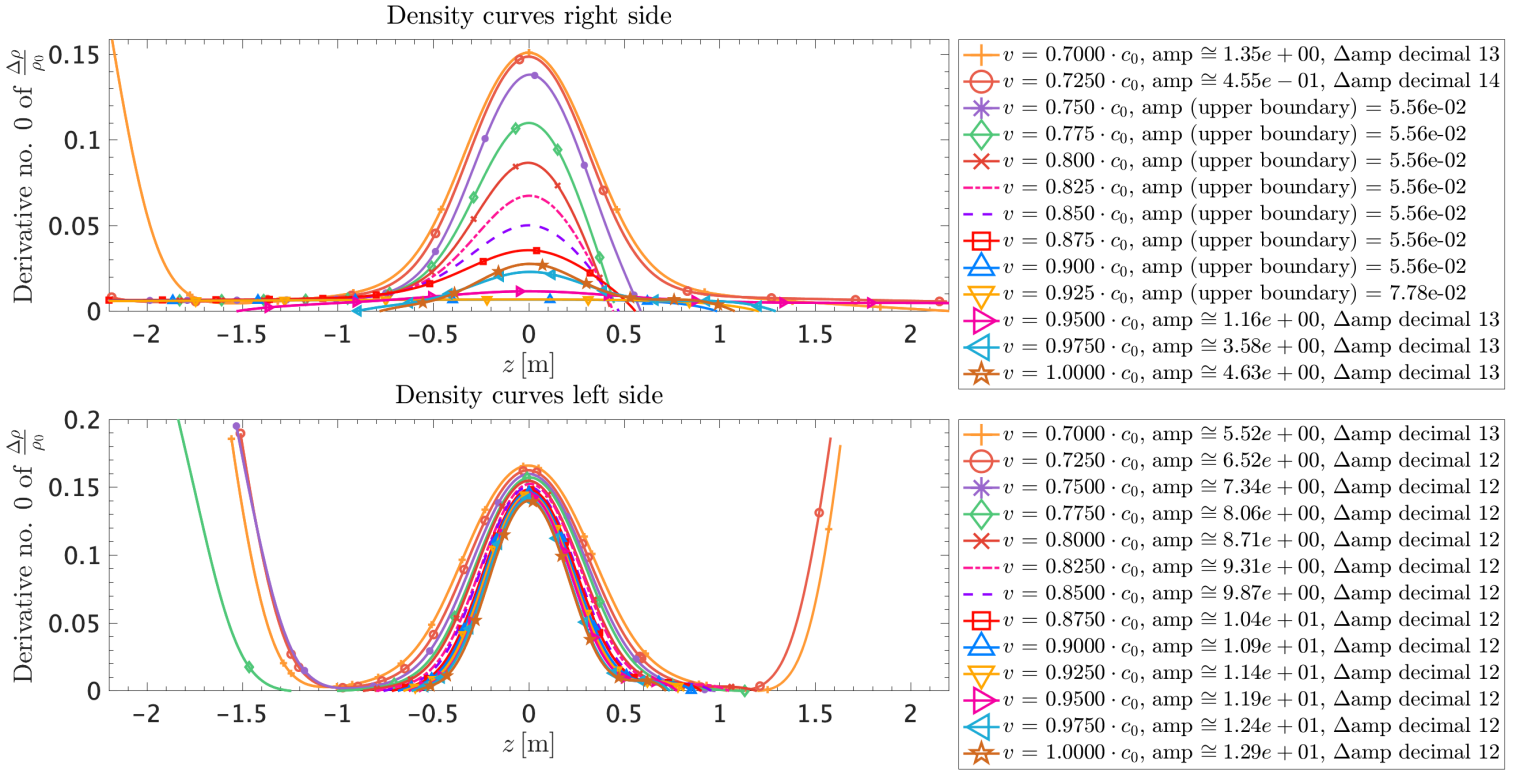 Density curves right side
Derivative no. 0 of Δρ/ρ₀
0.15
0.1
0.05
0
−2
−1.5
−1
−0.5
0
0.5
1
1.5
2
z [m]
v = 0.7000 · c₀, amp ≅ 1.35e + 00, Δamp decimal 13
v = 0.7250 · c₀, amp ≅ 4.55e − 01, Δamp decimal 14
v = 0.750 · c₀, amp (upper boundary) = 5.56e-02
v = 0.775 · c₀, amp (upper boundary) = 5.56e-02
v = 0.800 · c₀, amp (upper boundary) = 5.56e-02
v = 0.825 · c₀, amp (upper boundary) = 5.56e-02
v = 0.850 · c₀, amp (upper boundary) = 5.56e-02
v = 0.875 · c₀, amp (upper boundary) = 5.56e-02
v = 0.900 · c₀, amp (upper boundary) = 5.56e-02
v = 0.925 · c₀, amp (upper boundary) = 7.78e-02
v = 0.9500 · c₀, amp ≅ 1.16e + 00, Δamp decimal 13
v = 0.9750 · c₀, amp ≅ 3.58e + 00, Δamp decimal 13
v = 1.0000 · c₀, amp ≅ 4.63e + 00, Δamp decimal 13
Density curves left side
Derivative no. 0 of Δρ/ρ₀
0.2
0.15
0.1
0.05
0
−2
−1.5
−1
−0.5
0
0.5
1
1.5
2
z [m]
v = 0.7000 · c₀, amp ≅ 5.52e + 00, Δamp decimal 13
v = 0.7250 · c₀, amp ≅ 6.52e + 00, Δamp decimal 12
v = 0.7500 · c₀, amp ≅ 7.34e + 00, Δamp decimal 12
v = 0.7750 · c₀, amp ≅ 8.06e + 00, Δamp decimal 12
v = 0.8000 · c₀, amp ≅ 8.71e + 00, Δamp decimal 12
v = 0.8250 · c₀, amp ≅ 9.31e + 00, Δamp decimal 12
v = 0.8500 · c₀, amp ≅ 9.87e + 00, Δamp decimal 12
v = 0.8750 · c₀, amp ≅ 1.04e + 01, Δamp decimal 12
v = 0.9000 · c₀, amp ≅ 1.09e + 01, Δamp decimal 12
v = 0.9250 · c₀, amp ≅ 1.14e + 01, Δamp decimal 12
v = 0.9500 · c₀, amp ≅ 1.19e + 01, Δamp decimal 12
v = 0.9750 · c₀, amp ≅ 1.24e + 01, Δamp decimal 12
v = 1.0000 · c₀, amp ≅ 1.29e + 01, Δamp decimal 12